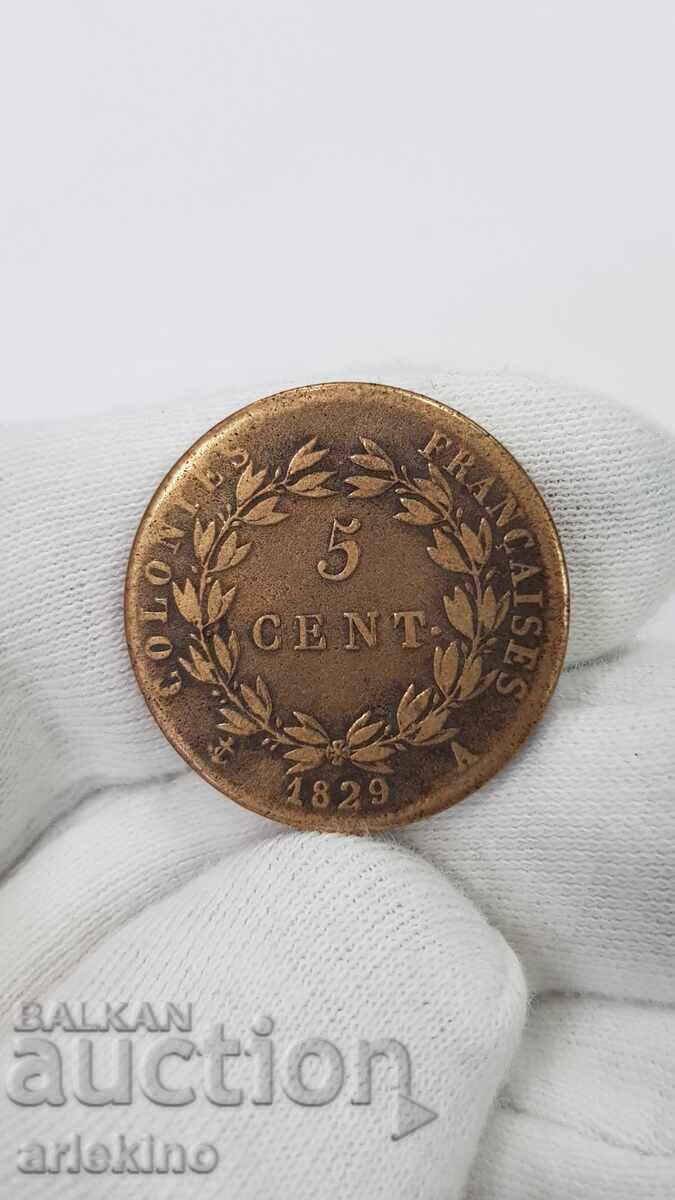 COLONIES FRANÇAISES
5
CENT.
1829 A
BALKAN
auction
arlekino